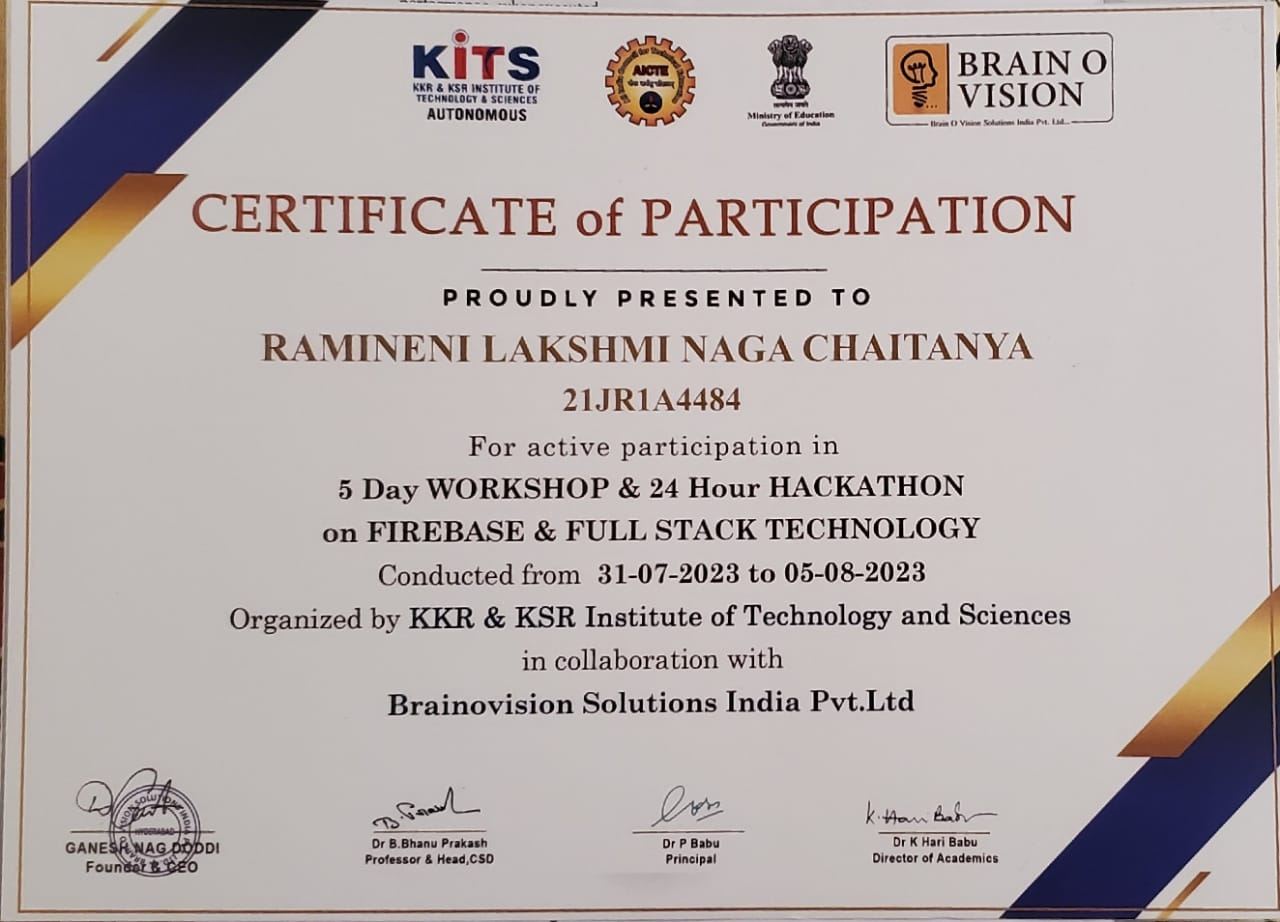 KiTS
KKR & KSR INSTITUTE OF
TECHNOLOGY & SCIENCES
AUTONOMOUS
AICTE
सत्यमेव जयते
Ministry of Education
Government of India
BRAIN O
VISION
Brain O Vision Solutions India Pvt. Ltd...
CERTIFICATE of PARTICIPATION
PROUDLY PRESENTED TO
RAMINENI LAKSHMI NAGA CHAITANYA
21JR1A4484
For active participation in
5 Day WORKSHOP & 24 Hour HACKATHON
on FIREBASE & FULL STACK TECHNOLOGY
Conducted from 31-07-2023 to 05-08-2023
Organized by KKR & KSR Institute of Technology and Sciences
in collaboration with
Brainovision Solutions India Pvt.Ltd
HYDERABAD
GANESH NAG DODDI
Founder & CEO
Dr B.Bhanu Prakash
Professor & Head,CSD
Dr P Babu
Principal
K. Hari Babu
Dr K Hari Babu
Director of Academics